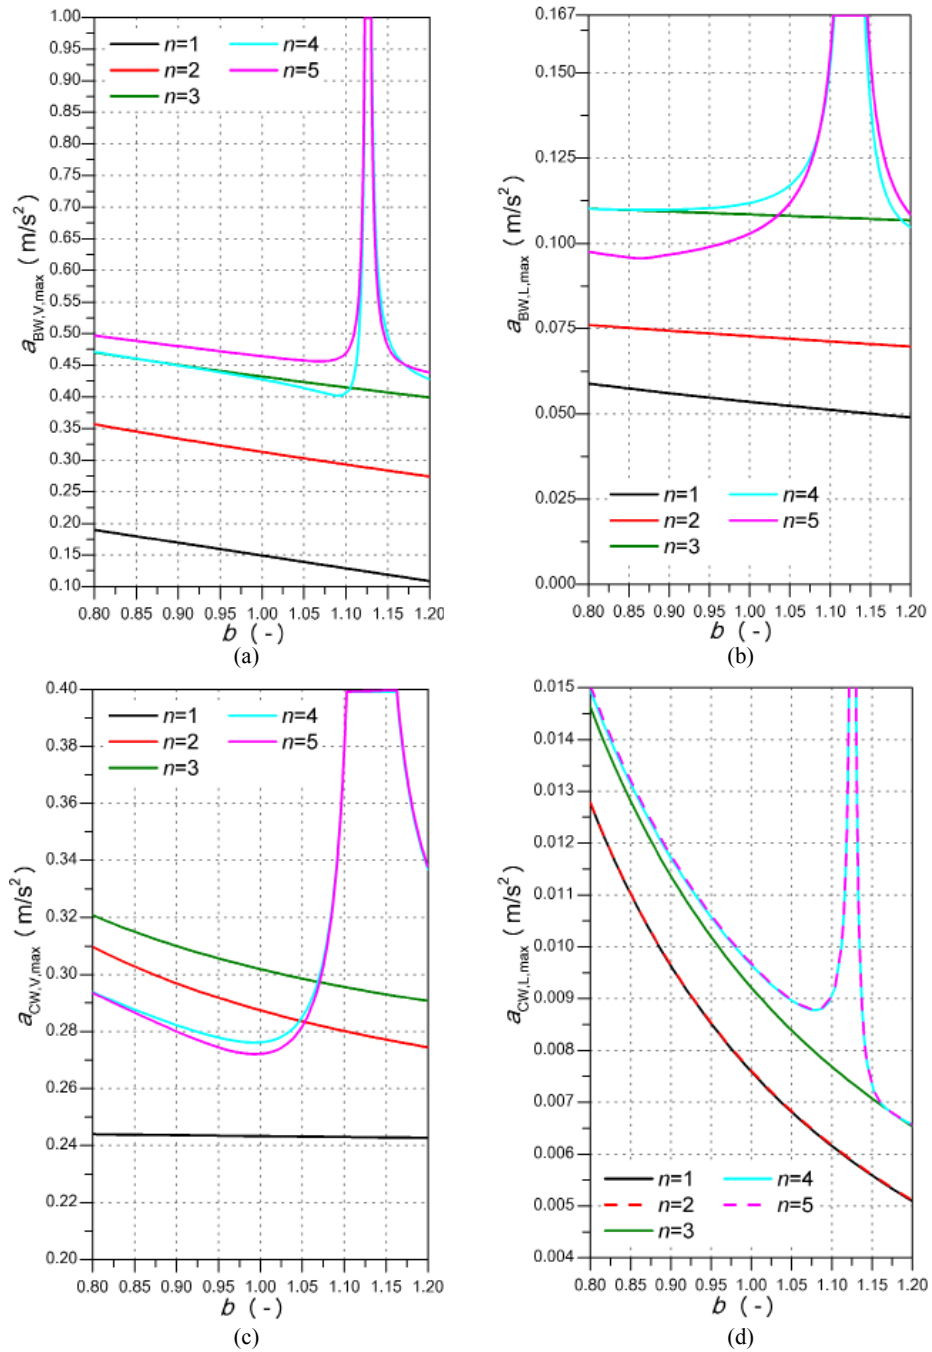 1.00
0.95
0.90
0.85
0.80
0.75
0.70
0.65
0.60
0.55
0.50
0.45
0.40
0.35
0.30
0.25
0.20
0.15
0.10
a_BW,V,max ( m/s² )
n=1 n=4
n=2 n=5
n=3
0.80 0.85 0.90 0.95 1.00 1.05 1.10 1.15 1.20
b ( - )
(a)
0.167
0.150
0.125
0.100
0.075
0.050
0.025
0.000
a_BW,L,max ( m/s² )
n=1 n=4
n=2 n=5
n=3
0.80 0.85 0.90 0.95 1.00 1.05 1.10 1.15 1.20
b ( - )
(b)
0.40
0.38
0.36
0.34
0.32
0.30
0.28
0.26
0.24
0.22
0.20
a_CW,V,max ( m/s² )
n=1 n=4
n=2 n=5
n=3
0.80 0.85 0.90 0.95 1.00 1.05 1.10 1.15 1.20
b ( - )
(c)
0.015
0.014
0.013
0.012
0.011
0.010
0.009
0.008
0.007
0.006
0.005
0.004
a_CW,L,max ( m/s² )
n=1 n=4
n=2 n=5
n=3
0.80 0.85 0.90 0.95 1.00 1.05 1.10 1.15 1.20
b ( - )
(d)